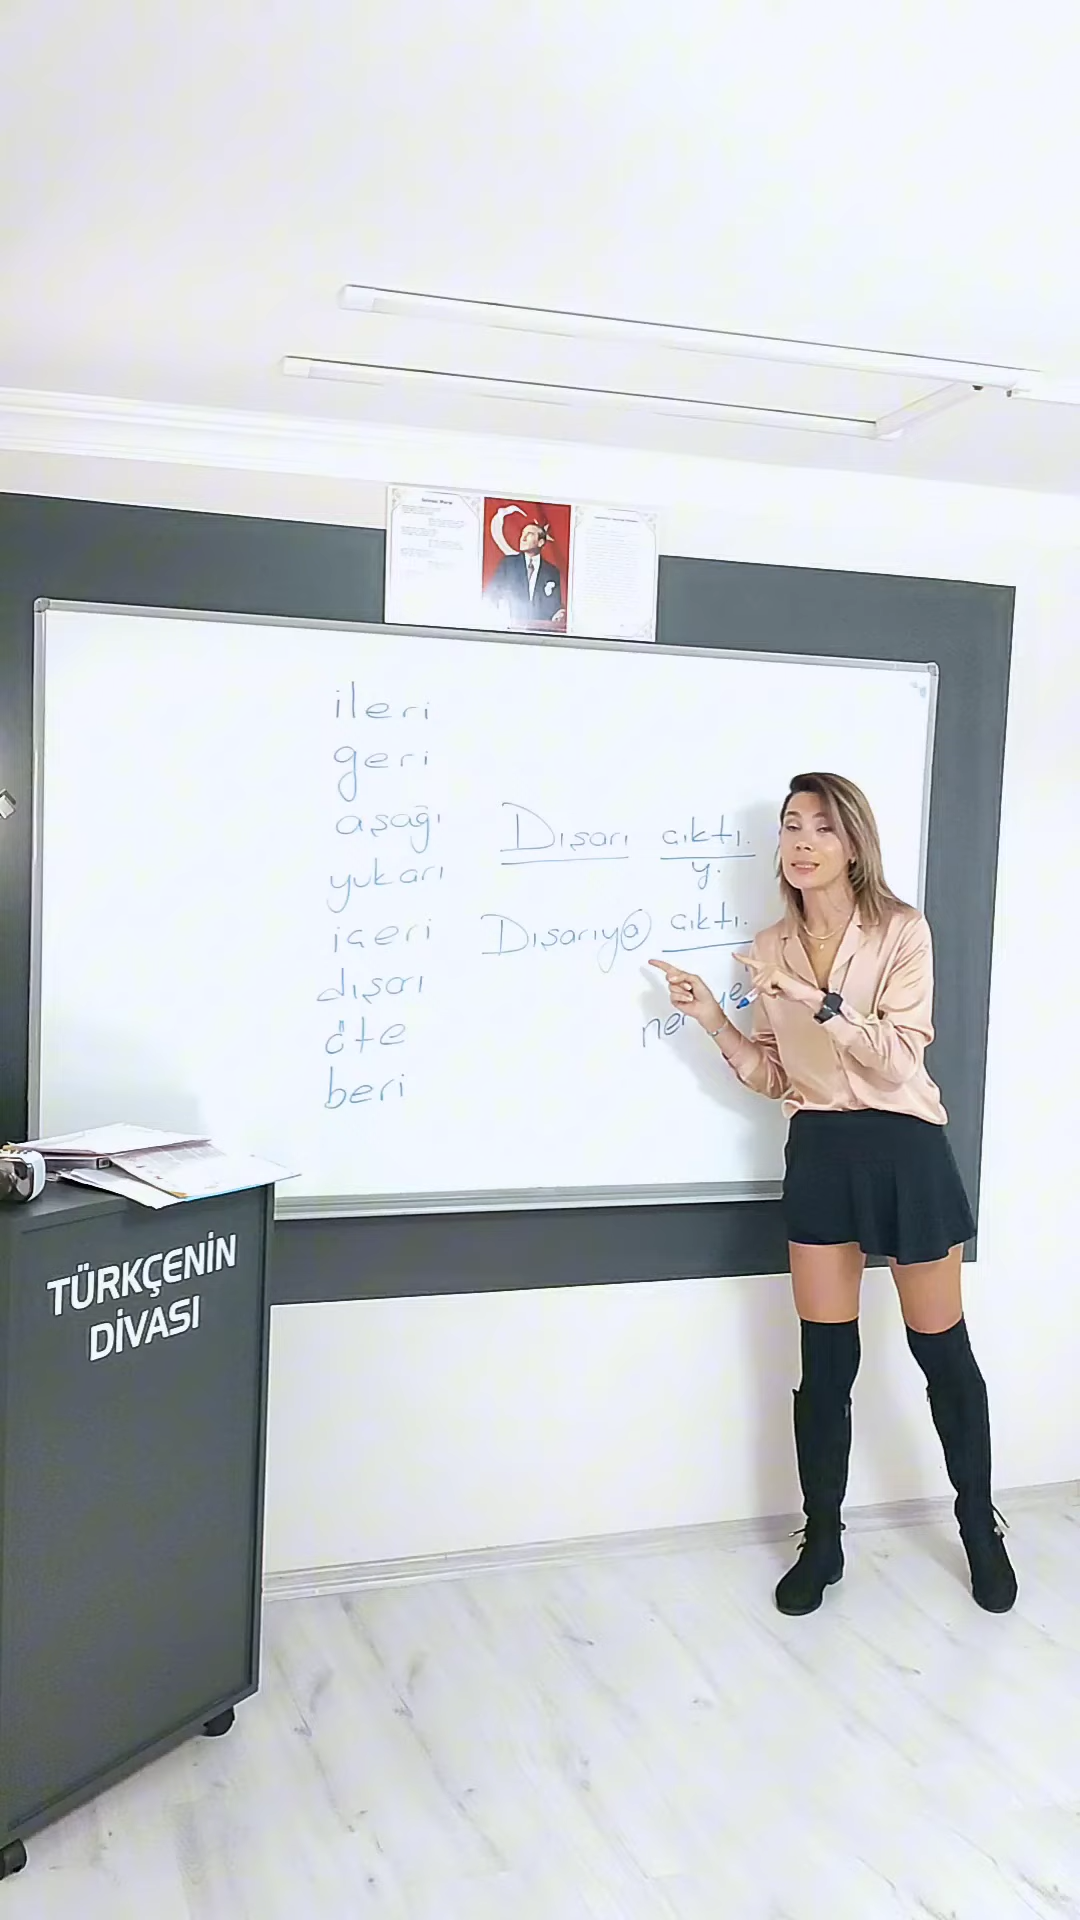 ileri
geri
aşağı
yukarı
içeri
dışarı
öte
beri
Dışarı çıktı.
y.
Dışarıya çıktı.
TÜRKÇENİN
DİVASI